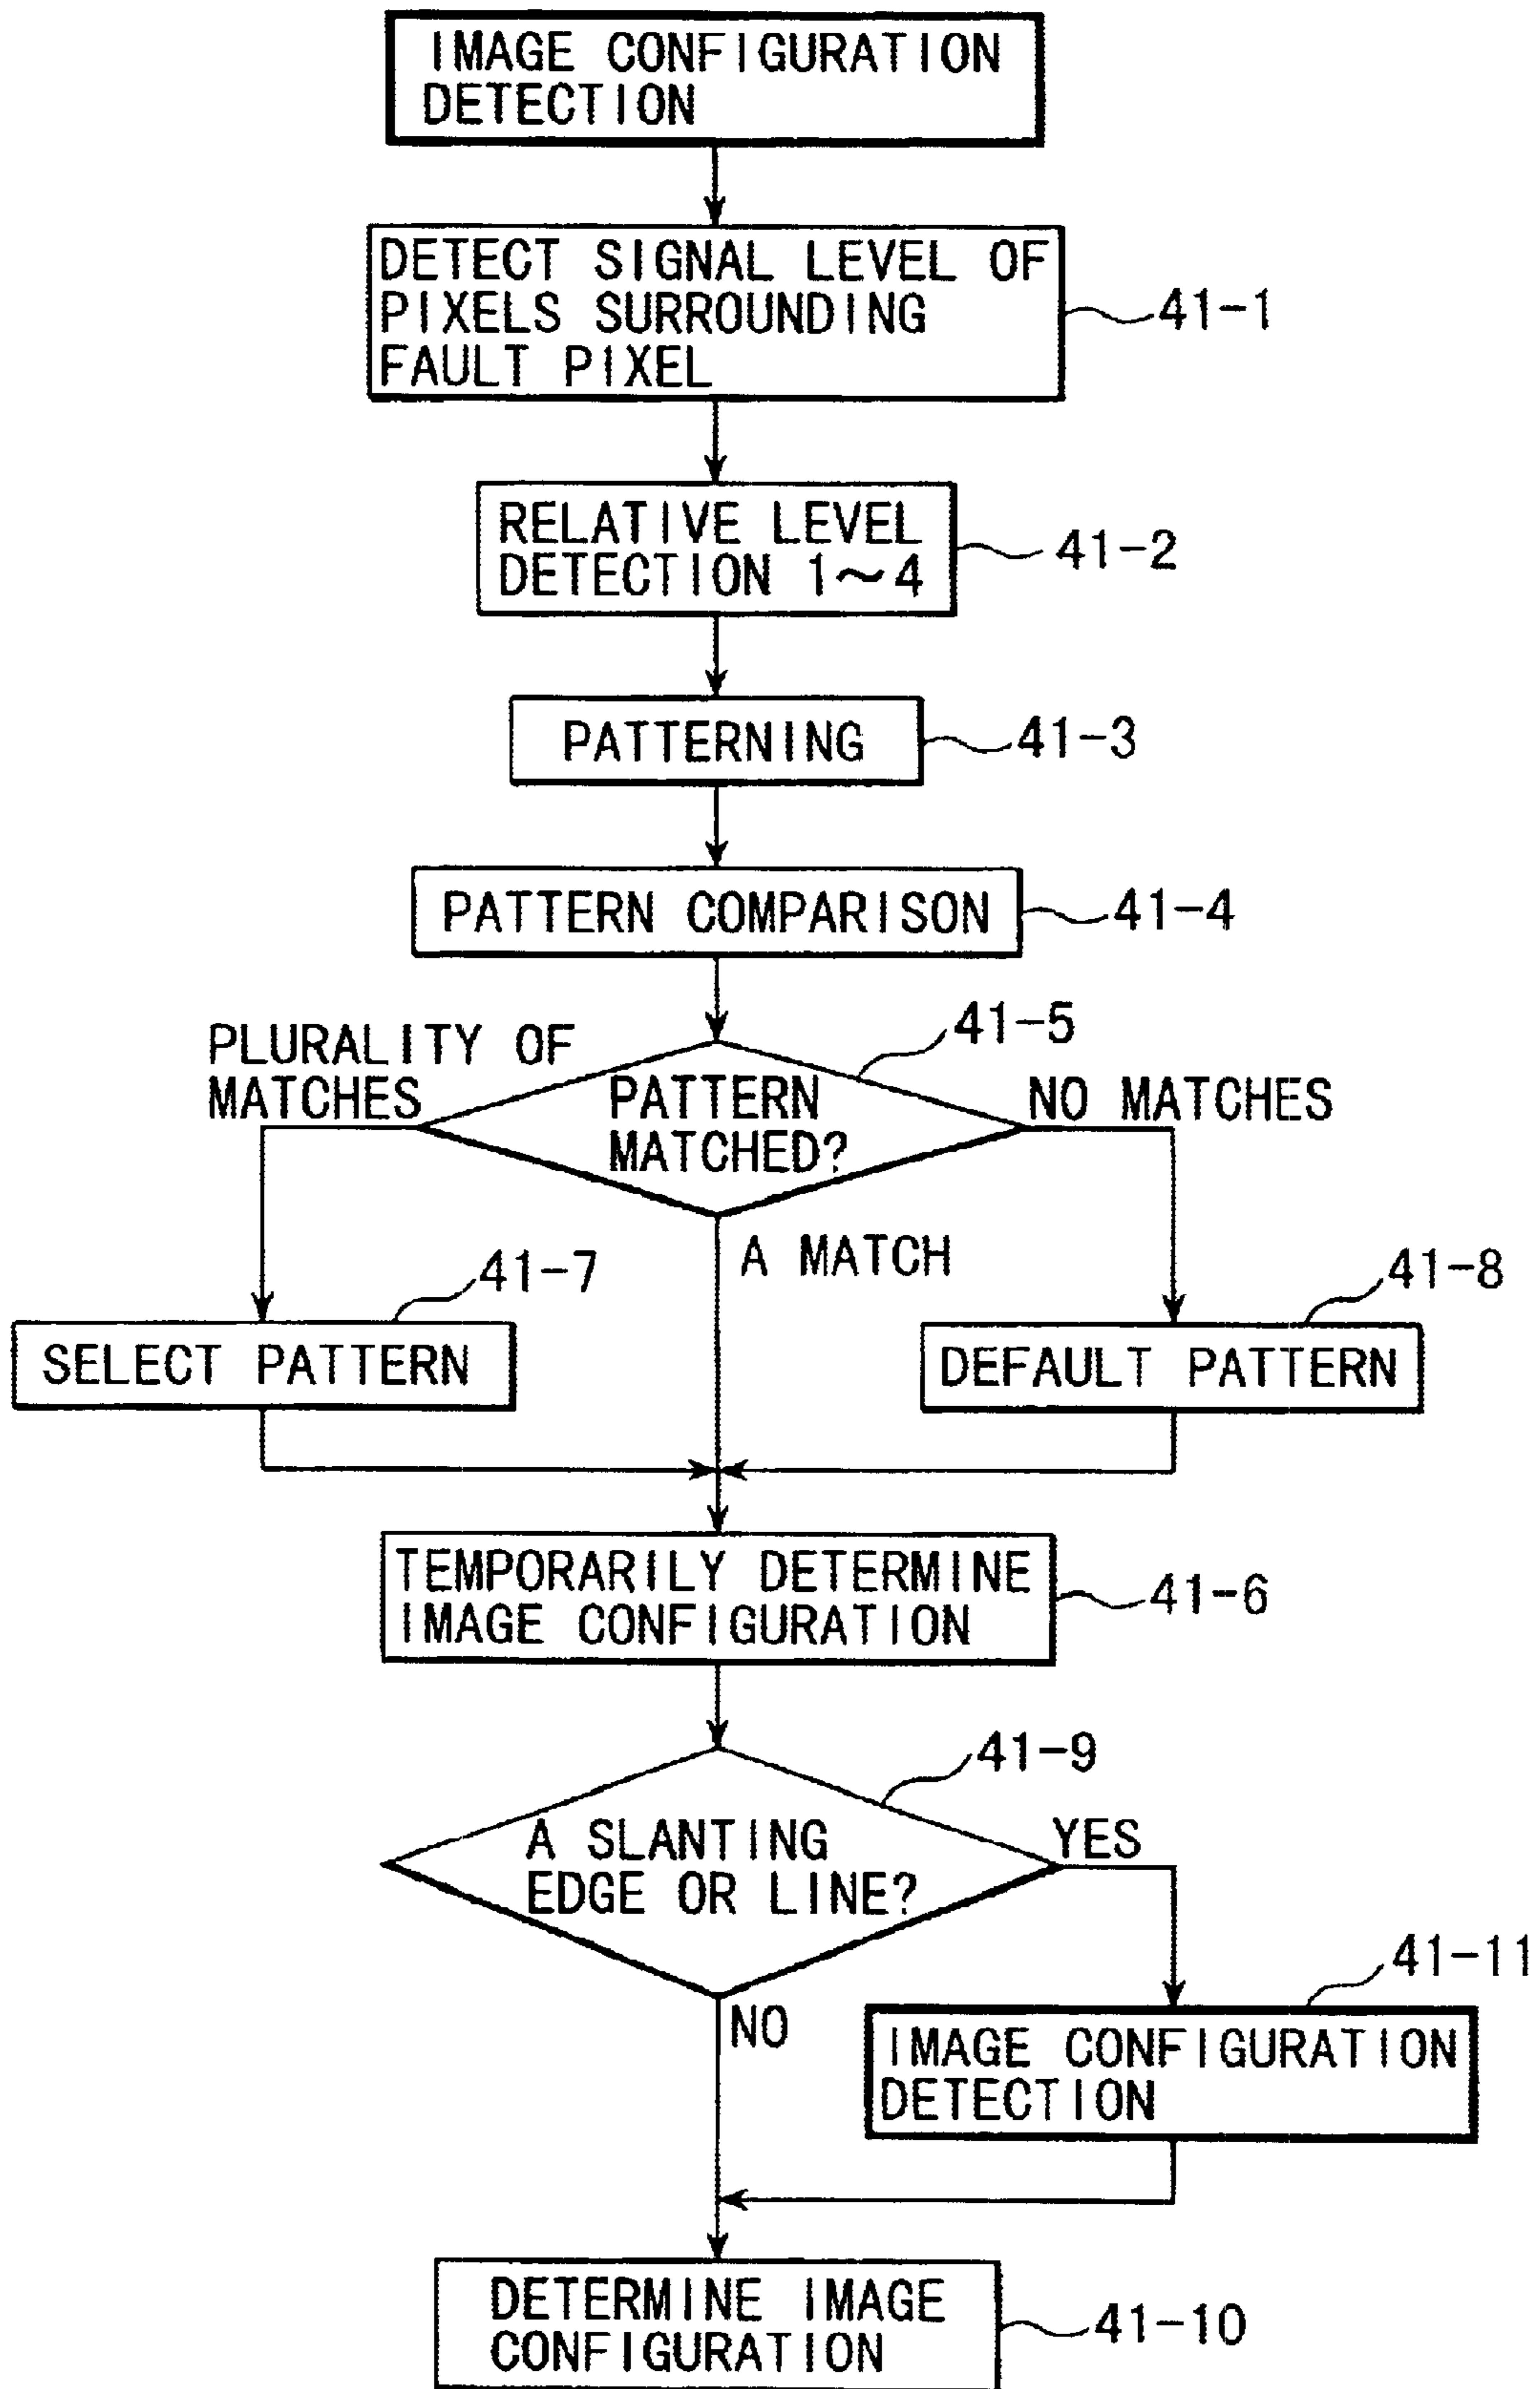 IMAGE CONFIGURATION
DETECTION
DETECT SIGNAL LEVEL OF
PIXELS SURROUNDING
FAULT PIXEL
41-1
RELATIVE LEVEL
DETECTION 1~4
41-2
PATTERNING
41-3
PATTERN COMPARISON
41-4
41-5
PLURALITY OF
MATCHES
PATTERN
MATCHED?
NO MATCHES
A MATCH
41-7
41-8
SELECT PATTERN
DEFAULT PATTERN
TEMPORARILY DETERMINE
IMAGE CONFIGURATION
41-6
41-9
A SLANTING
EDGE OR LINE?
YES
41-11
NO
IMAGE CONFIGURATION
DETECTION
DETERMINE IMAGE
CONFIGURATION
41-10